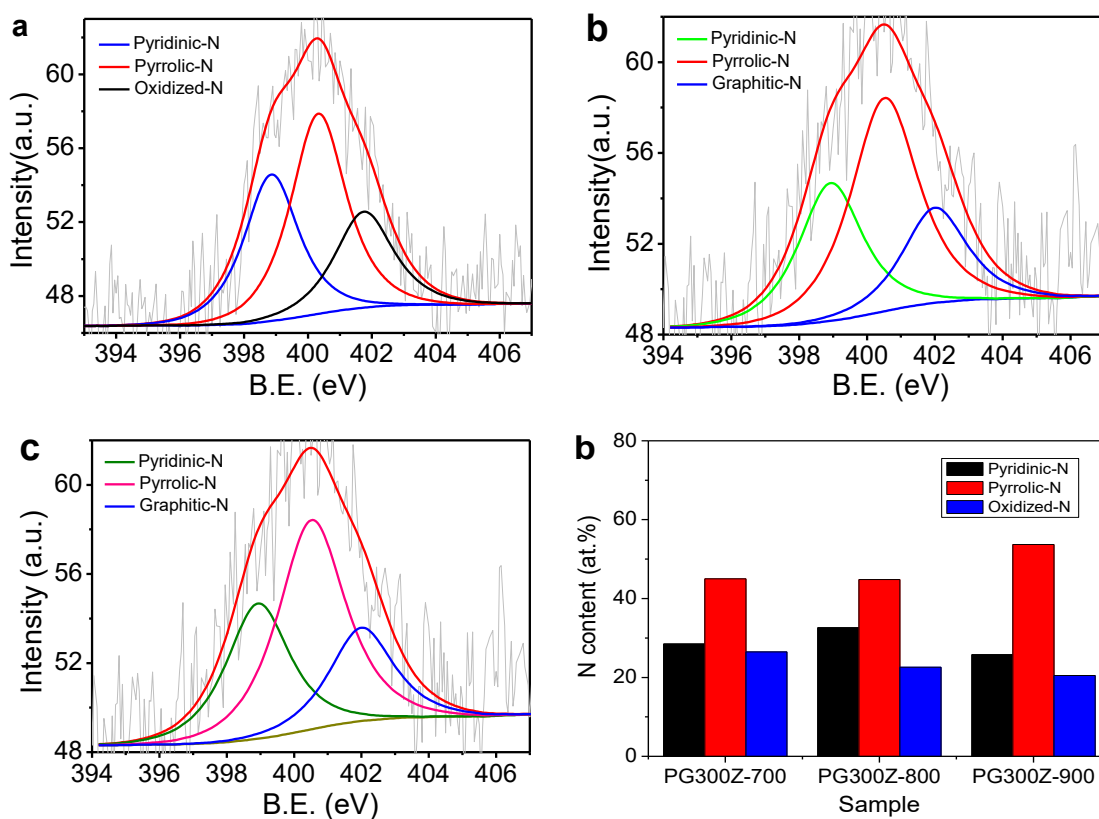 a
Pyridinic-N
Pyrrolic-N
Oxidized-N
Intensity(a.u.)
60
56
52
48
394 396 398 400 402 404 406
B.E. (eV)
b
Pyridinic-N
Pyrrolic-N
Graphitic-N
Intensity(a.u.)
60
56
52
48
394 396 398 400 402 404 406
B.E. (eV)
c
Pyridinic-N
Pyrrolic-N
Graphitic-N
Intensity (a.u.)
60
56
52
48
394 396 398 400 402 404 406
B.E. (eV)
b
Pyridinic-N
Pyrrolic-N
Oxidized-N
N content (at.%)
80
60
40
20
0
PG300Z-700 PG300Z-800 PG300Z-900
Sample